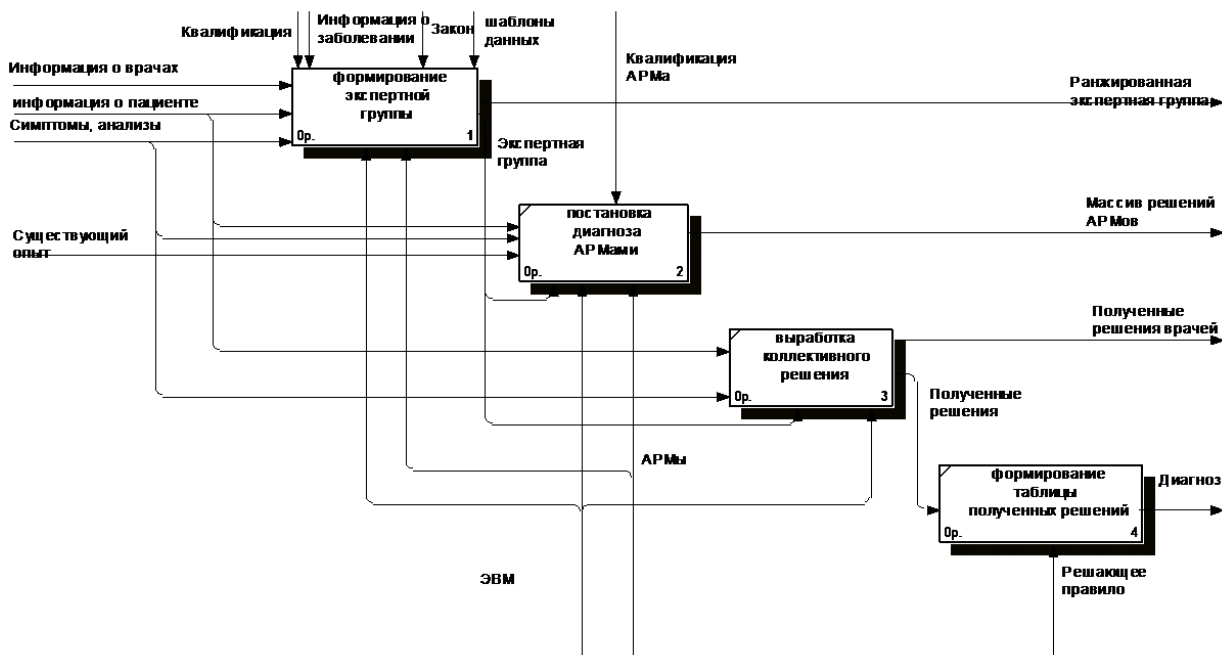 Квалификация
Информация о
заболевании
Закон
шаблоны
данных
Квалификация
АРМа
Информация о врачах
информация о пациенте
Симптомы, анализы
формирование
экспертной
группы
0р.
1
Ранжированная
экспертная группа
Экспертная
группа
Существующий
опыт
постановка
диагноза
АРМами
0р.
2
Массив решений
АРМов
Полученные
решения врачей
выработка
коллективного
решения
0р.
3
Полученные
решения
АРМы
формирование
таблицы
полученных решений
0р.
4
Диагноз
ЭВМ
Решающее
правило